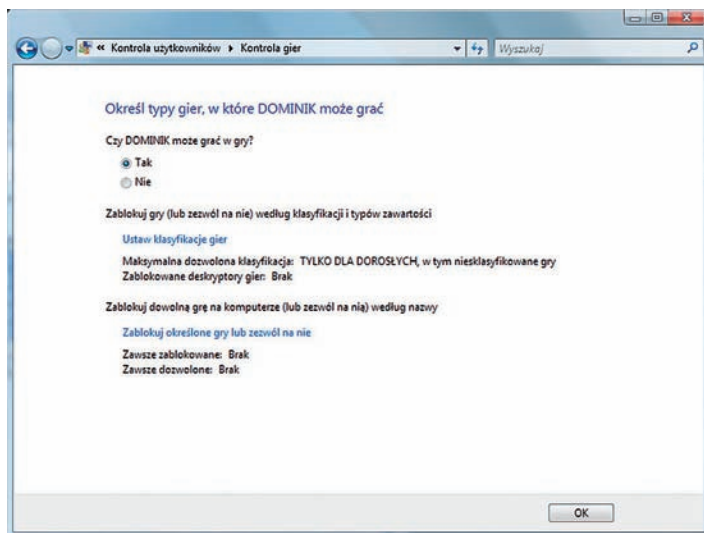 « Kontrola użytkowników ▸ Kontrola gier
Wyszukaj
Określ typy gier, w które DOMINIK może grać
Czy DOMINIK może grać w gry?
Tak
Nie
Zablokuj gry (lub zezwól na nie) według klasyfikacji i typów zawartości
Ustaw klasyfikacje gier
Maksymalna dozwolona klasyfikacja: TYLKO DLA DOROSŁYCH, w tym niesklasyfikowane gry
Zablokowane deskryptory gier: Brak
Zablokuj dowolną grę na komputerze (lub zezwól na nią) według nazwy
Zablokuj określone gry lub zezwól na nie
Zawsze zablokowane: Brak
Zawsze dozwolone: Brak
OK